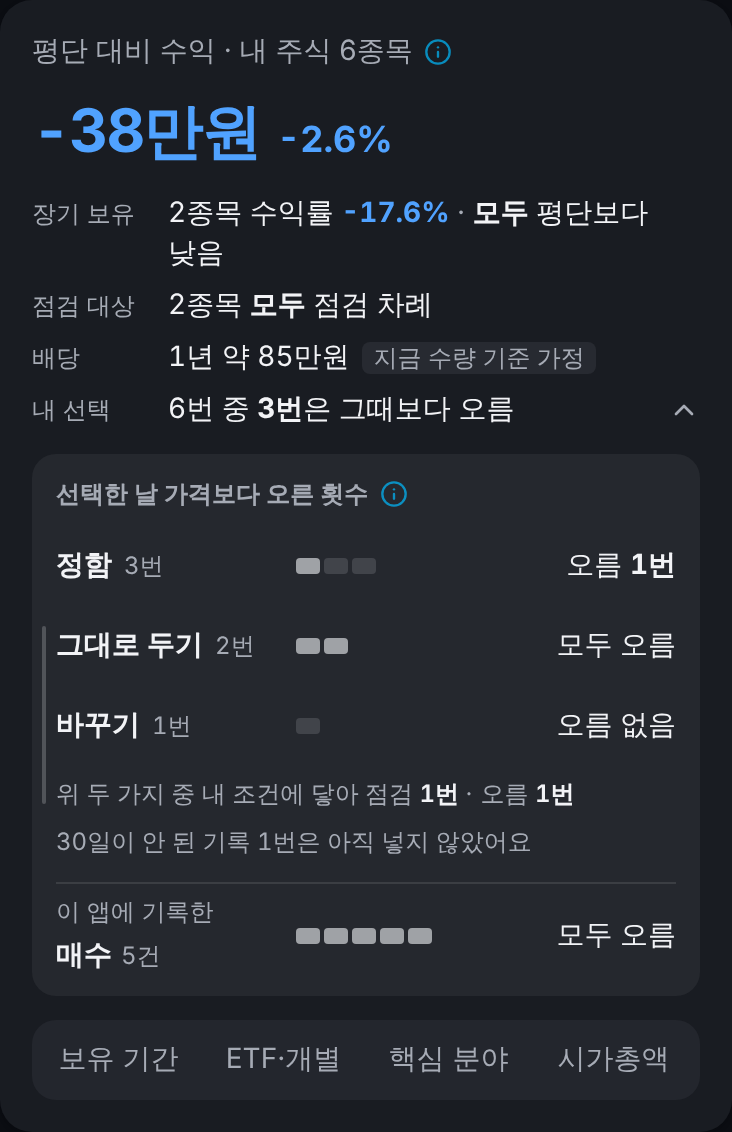 평단 대비 수익 · 내 주식 6종목
-38만원 -2.6%
장기 보유 2종목 수익률 -17.6% · 모두 평단보다
낮음
점검 대상 2종목 모두 점검 차례
배당 1년 약 85만원 지금 수량 기준 가정
내 선택 6번 중 3번은 그때보다 오름
선택한 날 가격보다 오른 횟수
정함 3번 오름 1번
그대로 두기 2번 모두 오름
바꾸기 1번 오름 없음
위 두 가지 중 내 조건에 닿아 점검 1번 · 오름 1번
30일이 안 된 기록 1번은 아직 넣지 않았어요
이 앱에 기록한
매수 5건 모두 오름
보유 기간 ETF·개별 핵심 분야 시가총액